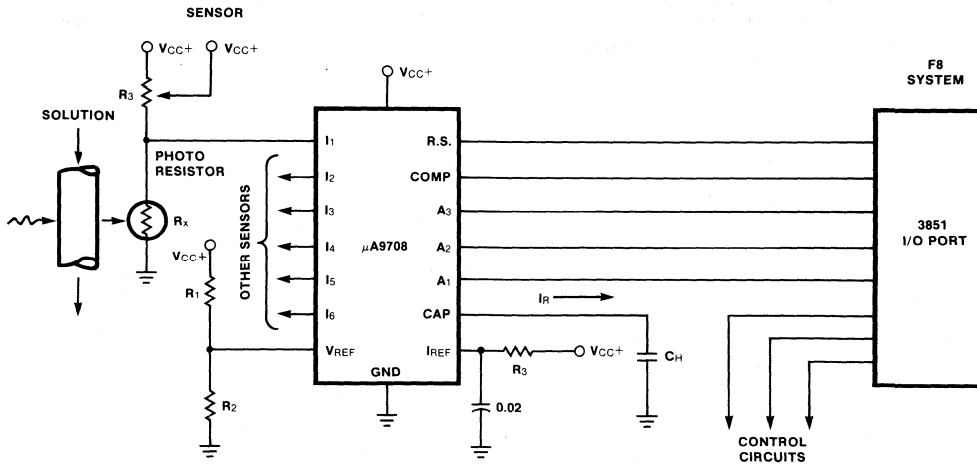 SENSOR
VCC+
VCC+
R3
SOLUTION
PHOTO
RESISTOR
RX
VCC+
R1
R2
OTHER SENSORS
VCC+
I1
I2
I3
I4
I5
I6
VREF
GND
μA9708
R.S.
COMP
A3
A2
A1
CAP
IREF
IR
R3
VCC+
0.02
CH
F8
SYSTEM
3851
I/O PORT
CONTROL
CIRCUITS